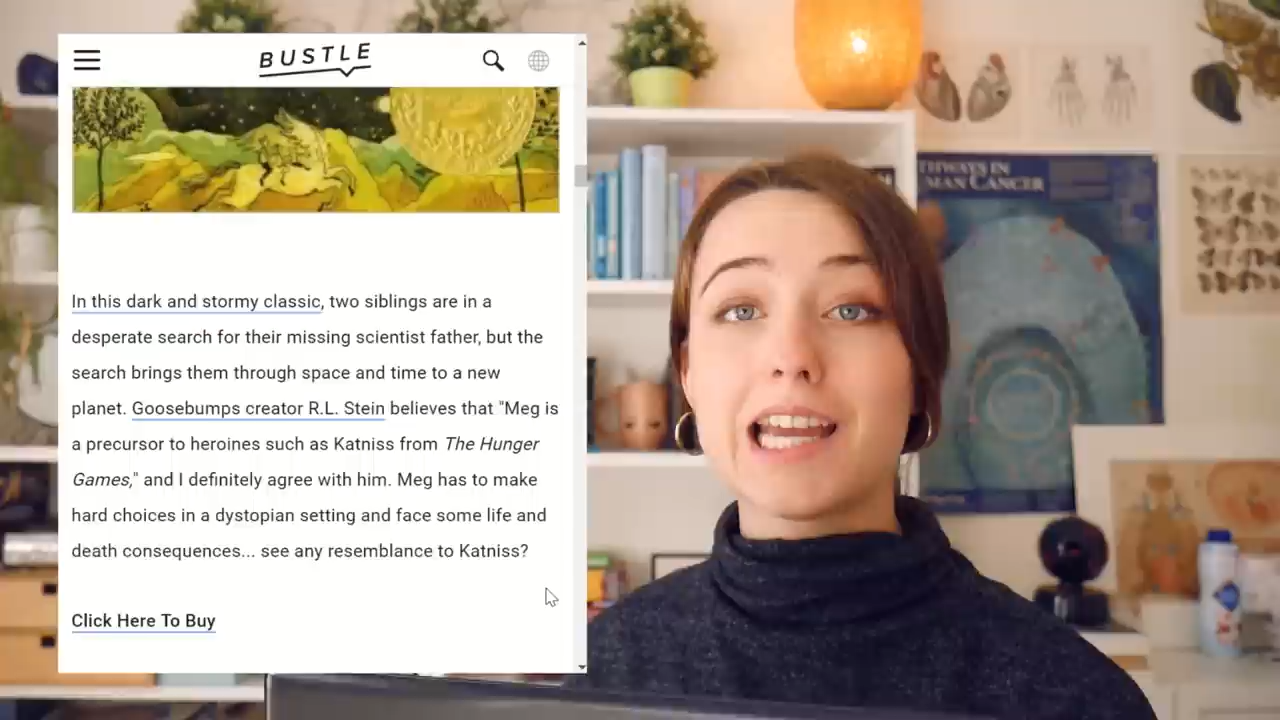 BUSTLE
In this dark and stormy classic, two siblings are in a
desperate search for their missing scientist father, but the
search brings them through space and time to a new
planet. Goosebumps creator R.L. Stein believes that "Meg is
a precursor to heroines such as Katniss from The Hunger
Games," and I definitely agree with him. Meg has to make
hard choices in a dystopian setting and face some life and
death consequences... see any resemblance to Katniss?
Click Here To Buy
THWAYS IN
MAN CANCER